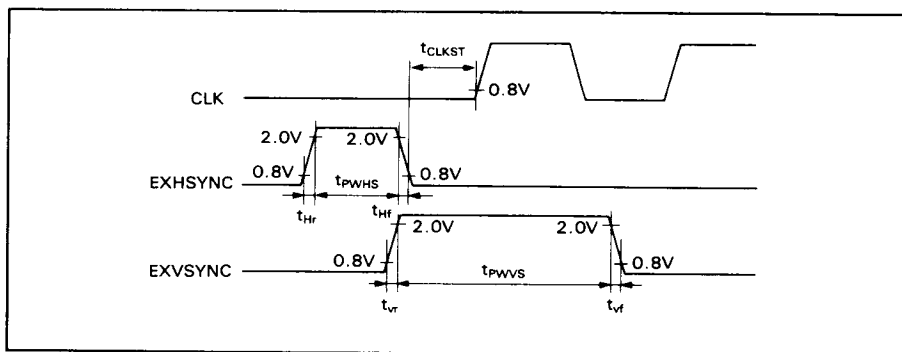 tCLKST
0.8V
CLK
2.0V 2.0V
0.8V tPWHS 0.8V
EXHSYNC
tHr tHf
2.0V 2.0V
0.8V tPWVS 0.8V
EXVSYNC
tvr tvf